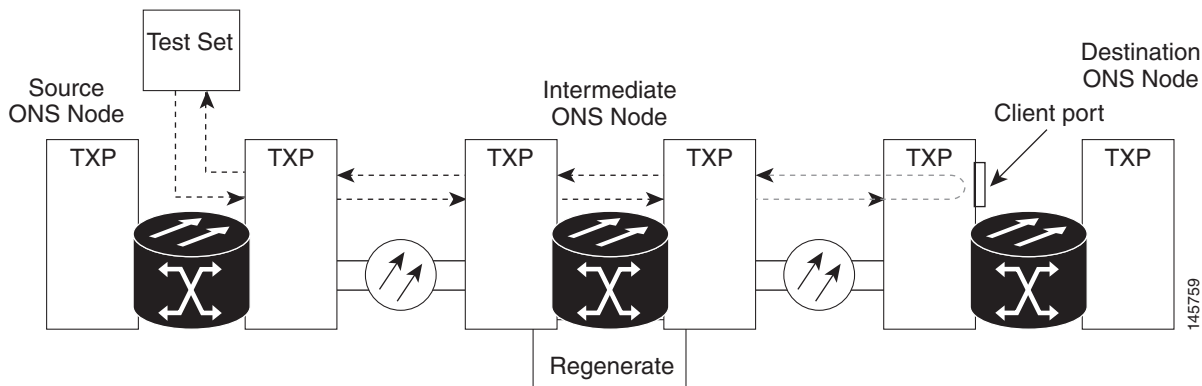 Test Set
Source
ONS Node
Intermediate
ONS Node
Destination
ONS Node
Client port
TXP
TXP
TXP
TXP
TXP
TXP
Regenerate
145759